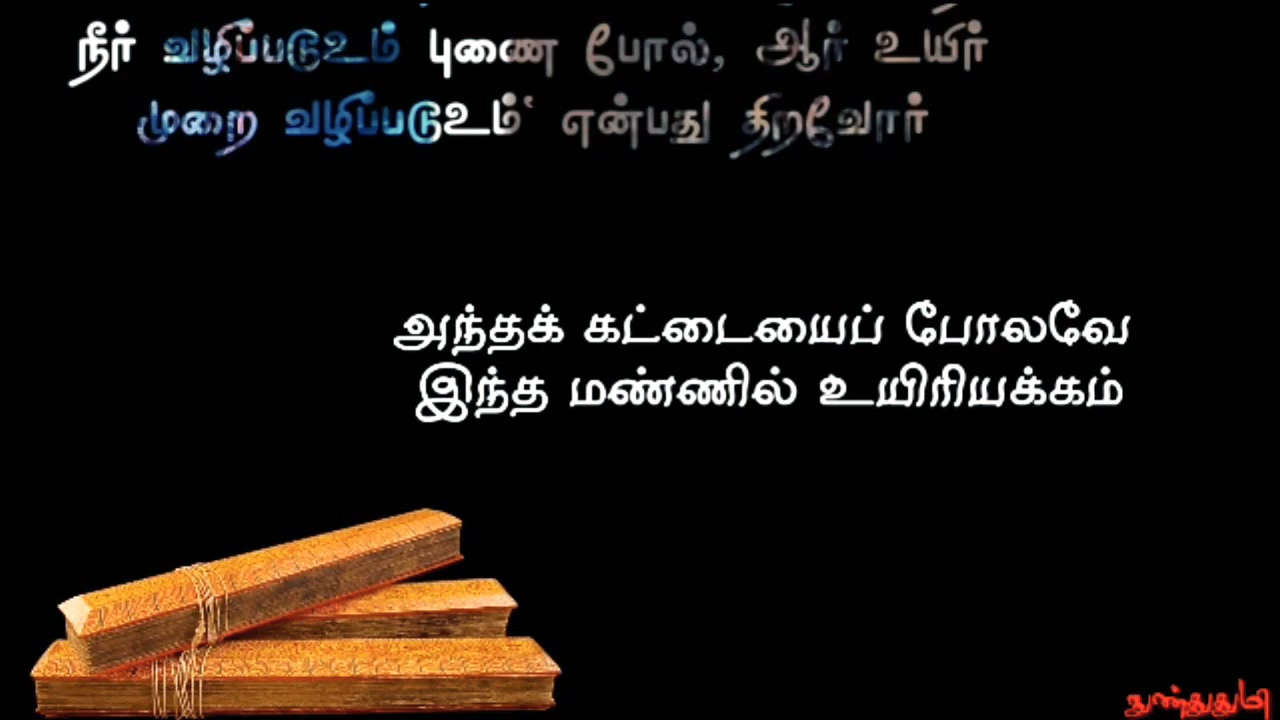 நீர் வழிப்படூஉம் புணை போல், ஆர் உயிர்
முறை வழிப்படூஉம்' என்பது திறவோர்
அந்தக் கட்டையைப் போலவே
இந்த மண்ணில் உயிரியக்கம்